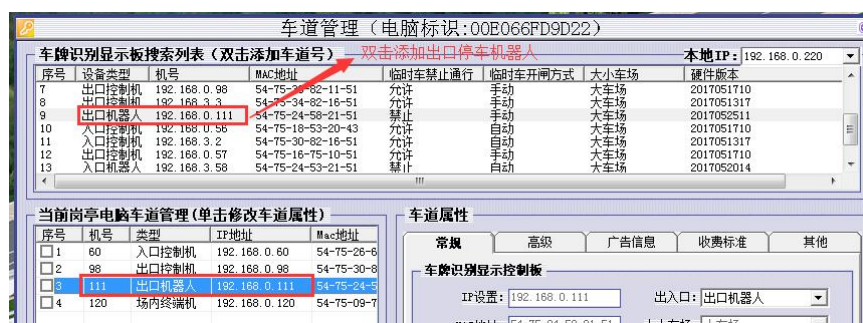 车道管理（电脑标识:00E066FD9D22）
车牌识别显示板搜索列表（双击添加车道号） 双击添加出口停车机器人 本地IP: 192.168.0.220
序号 设备类型 机号 MAC地址 临时车禁止通行 临时车开闸方式 大小车场 硬件版本
7 出口控制机 192.168.0.98 54-75-30-82-11-51 允许 手动 大车场 2017051710
8 出口控制机 192.168.3.3 54-75-34-82-16-51 允许 手动 大车场 2017051317
9 出口机器人 192.168.0.111 54-75-24-58-21-51 禁止 手动 大车场 2017052511
10 入口控制机 192.168.0.56 54-75-18-53-20-43 允许 自动 大车场 2017051710
11 入口控制机 192.168.3.2 54-75-30-82-16-51 允许 自动 大车场 2017051317
12 出口控制机 192.168.0.57 54-75-16-75-10-51 允许 手动 大车场 2017051710
13 入口机器人 192.168.3.58 54-75-24-53-21-51 禁止 自动 大车场 2017052014
当前岗亭电脑车道管理(单击修改车道属性) 车道属性
序号 机号 类型 IP地址 Mac地址
1 60 入口控制机 192.168.0.60 54-75-26-6
2 98 出口控制机 192.168.0.98 54-75-30-8
3 111 出口机器人 192.168.0.111 54-75-24-5
4 120 场内终端机 192.168.0.120 54-75-09-7
常规 高级 广告信息 收费标准 其他
车牌识别显示控制板
IP设置: 192.168.0.111 出入口: 出口机器人